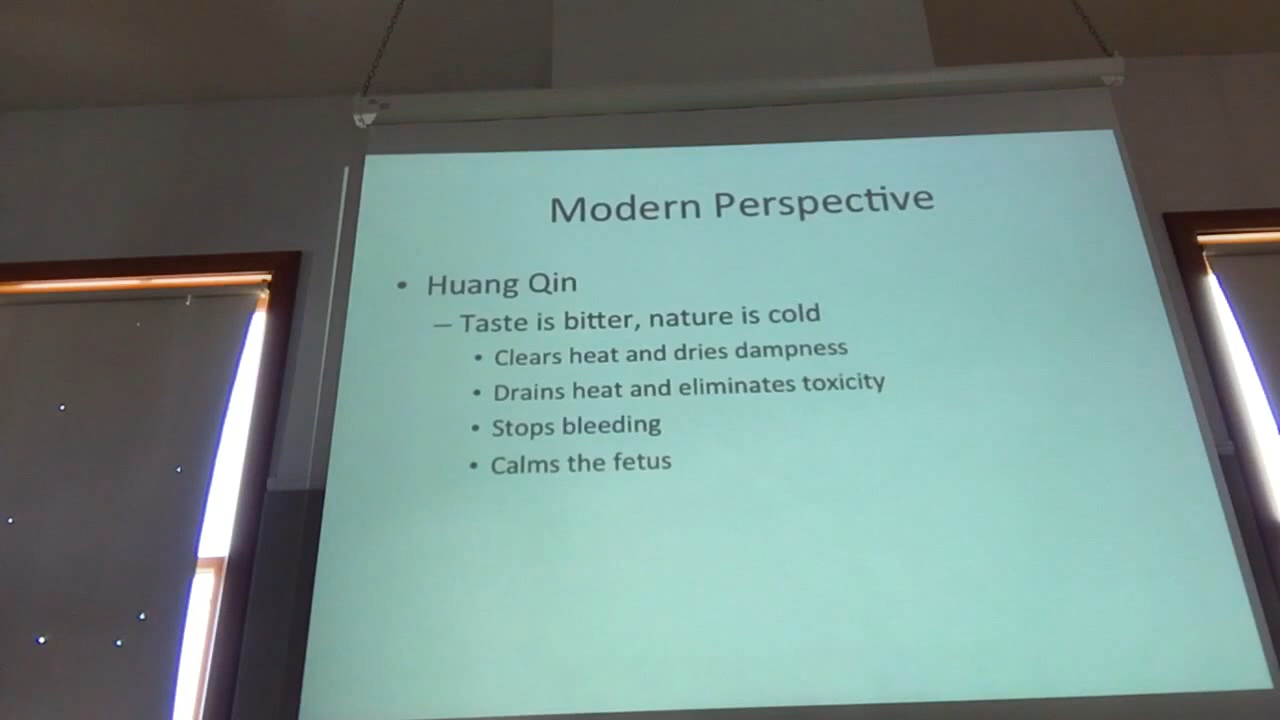 Modern Perspective
• Huang Qin
– Taste is bitter, nature is cold
• Clears heat and dries dampness
• Drains heat and eliminates toxicity
• Stops bleeding
• Calms the fetus